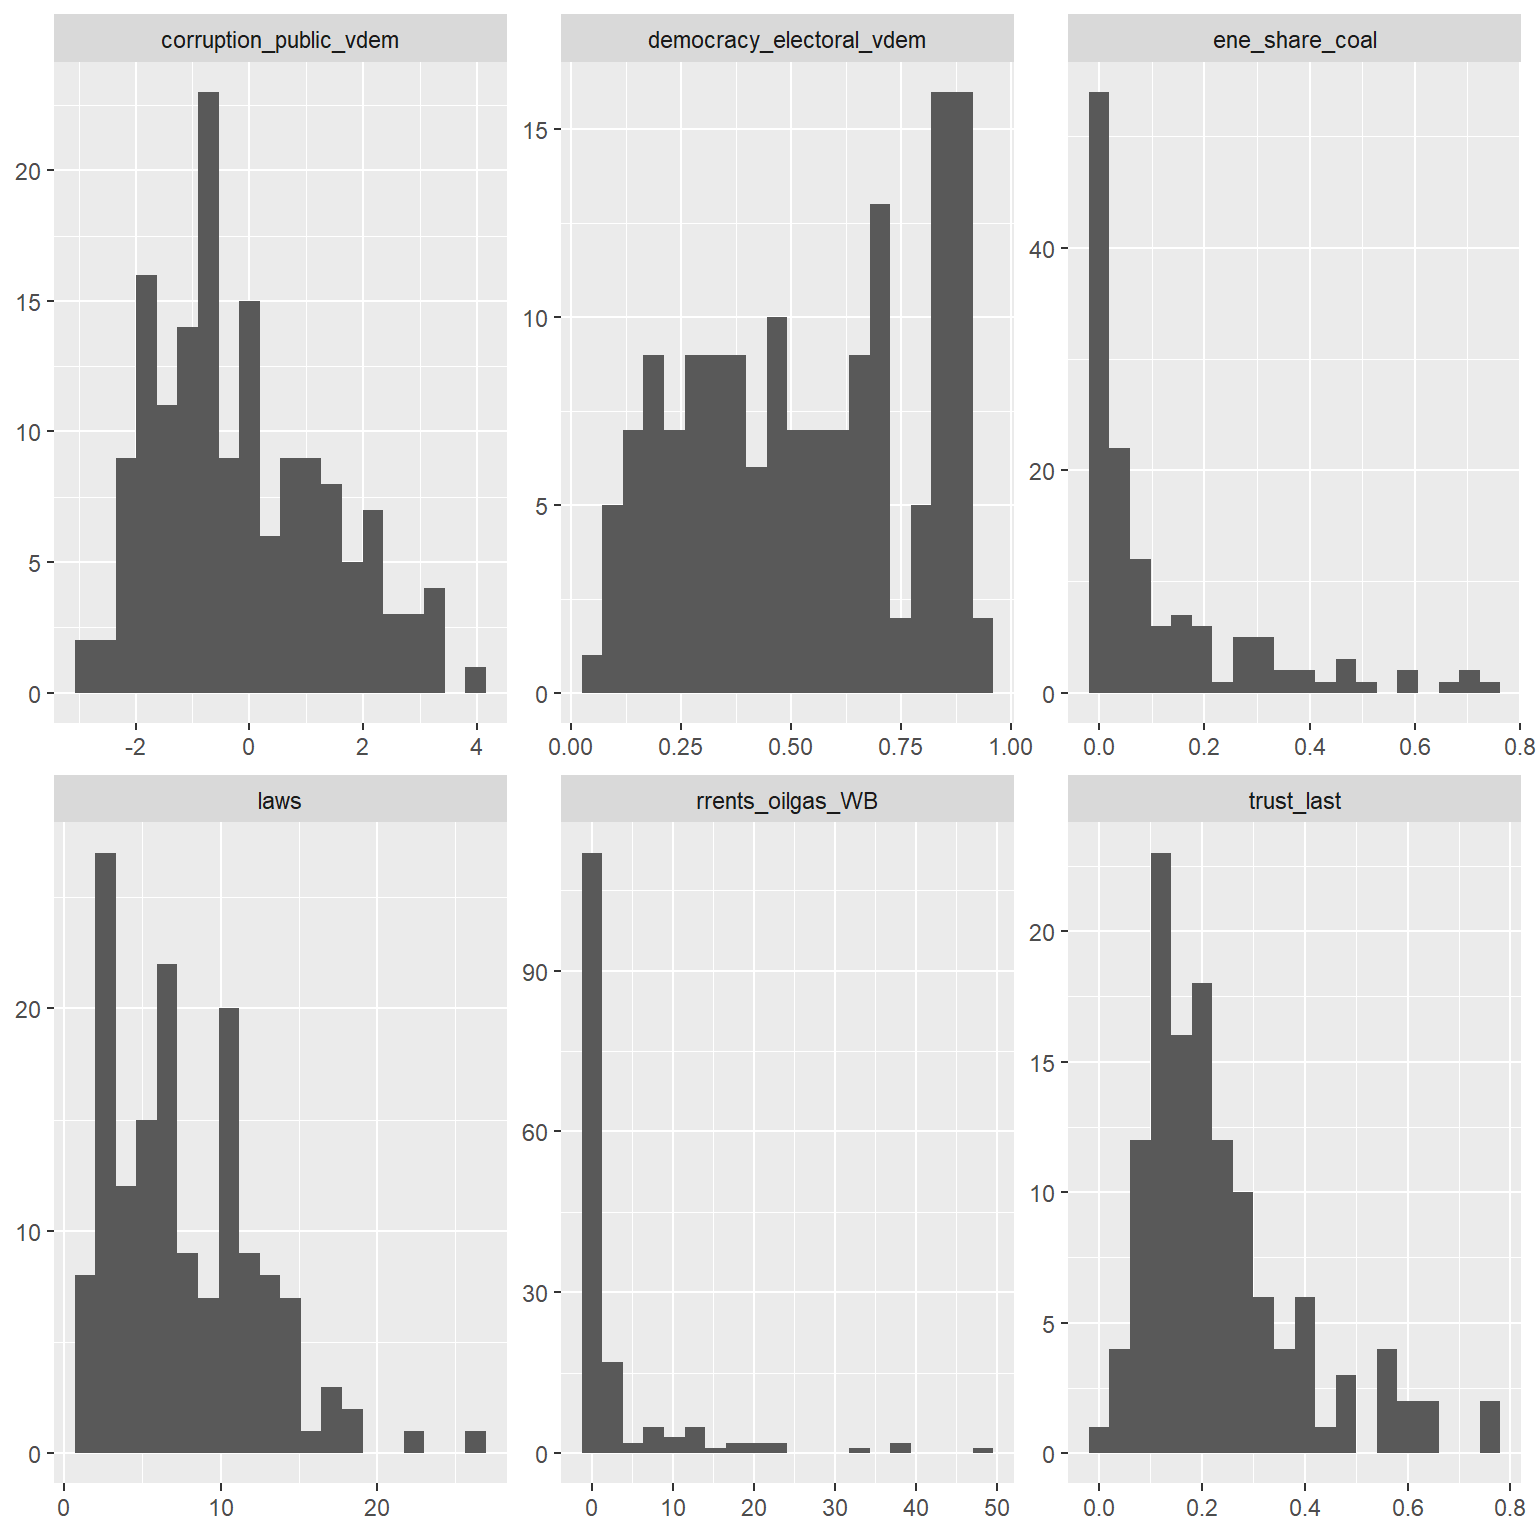 corruption_public_vdem
democracy_electoral_vdem
ene_share_coal
20
15
10
5
0
-2 0 2 4
15
10
5
0
0.00 0.25 0.50 0.75 1.00
40
20
0
0.0 0.2 0.4 0.6 0.8
laws
rrents_oilgas_WB
trust_last
20
10
0
0 10 20
90
60
30
0
0 10 20 30 40 50
20
15
10
5
0
0.0 0.2 0.4 0.6 0.8